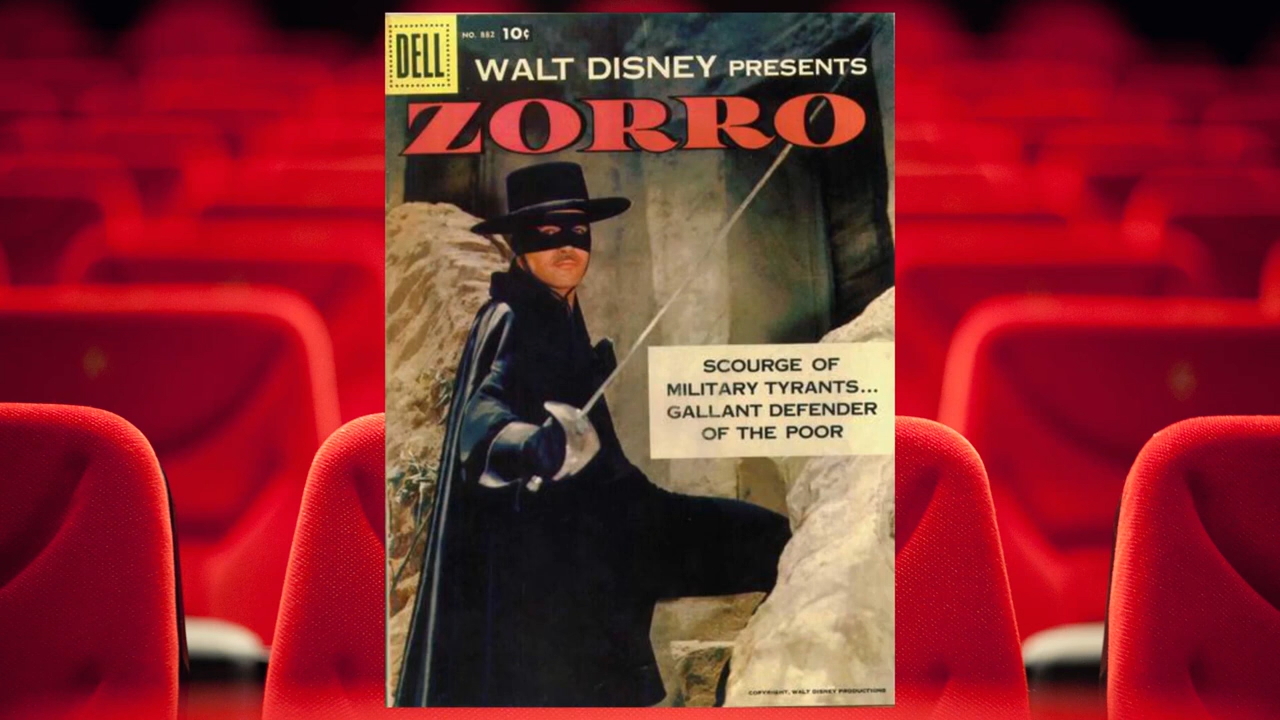 DELL
NO. 882 10¢
WALT DISNEY PRESENTS
ZORRO
SCOURGE OF
MILITARY TYRANTS...
GALLANT DEFENDER
OF THE POOR
COPYRIGHT, WALT DISNEY PRODUCTIONS